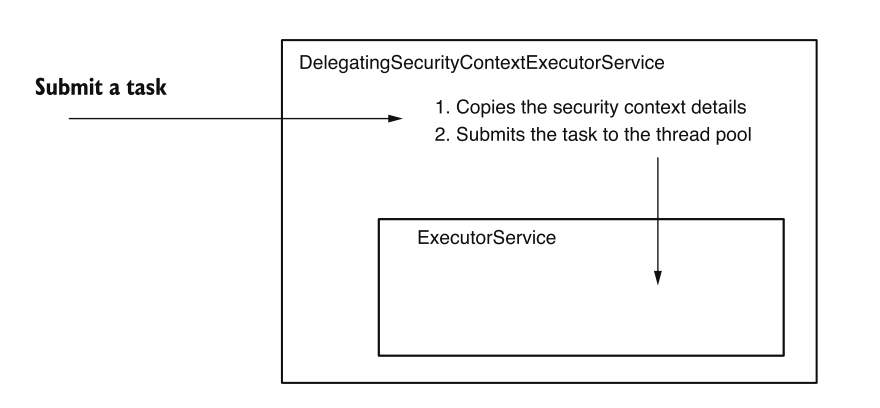 Submit a task
DelegatingSecurityContextExecutorService
1. Copies the security context details
2. Submits the task to the thread pool
ExecutorService